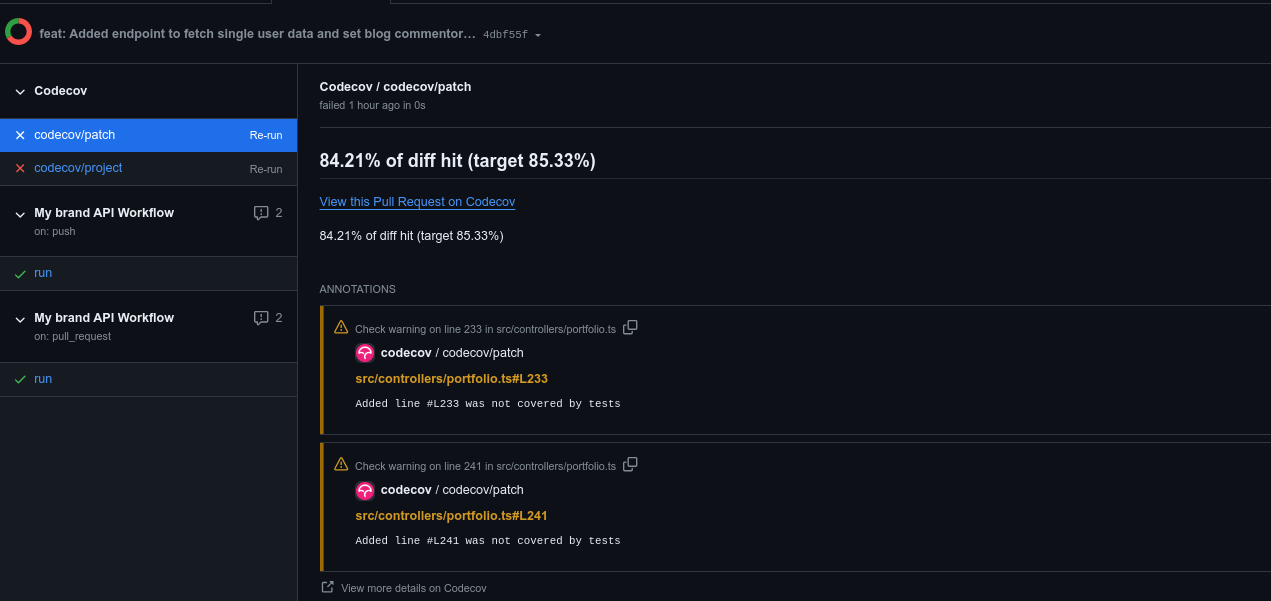 feat: Added endpoint to fetch single user data and set blog commentor... 4dbf55f
Codecov
codecov/patch Re-run
codecov/project Re-run
My brand API Workflow 2
on: push
run
My brand API Workflow 2
on: pull_request
run
Codecov / codecov/patch
failed 1 hour ago in 0s
84.21% of diff hit (target 85.33%)
View this Pull Request on Codecov
84.21% of diff hit (target 85.33%)
ANNOTATIONS
Check warning on line 233 in src/controllers/portfolio.ts
codecov / codecov/patch
src/controllers/portfolio.ts#L233
Added line #L233 was not covered by tests
Check warning on line 241 in src/controllers/portfolio.ts
codecov / codecov/patch
src/controllers/portfolio.ts#L241
Added line #L241 was not covered by tests
View more details on Codecov